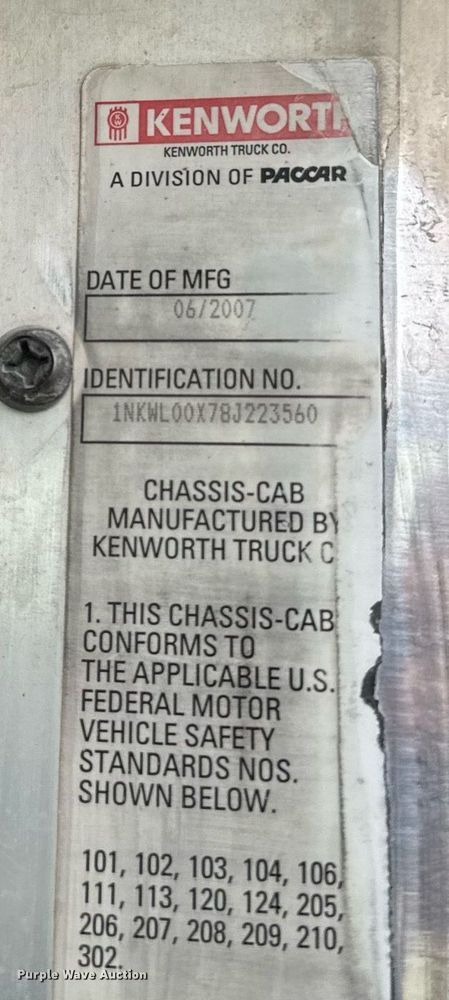 KENWORTH
KENWORTH TRUCK CO.
A DIVISION OF PACCAR
DATE OF MFG
06/2007
IDENTIFICATION NO.
1NKWL00X78J223560
CHASSIS-CAB
MANUFACTURED BY
KENWORTH TRUCK C
1. THIS CHASSIS-CAB
CONFORMS TO
THE APPLICABLE U.S.
FEDERAL MOTOR
VEHICLE SAFETY
STANDARDS NOS.
SHOWN BELOW.
101, 102, 103, 104, 106,
111, 113, 120, 124, 205,
206, 207, 208, 209, 210,
302.
Purple Wave Auction